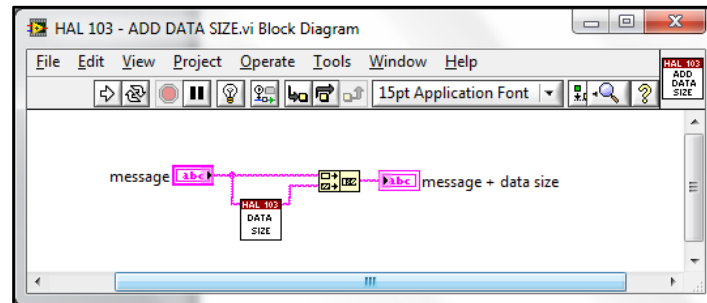 HAL 103 - ADD DATA SIZE.vi Block Diagram
File Edit View Project Operate Tools Window Help
HAL 103
ADD
DATA
SIZE
15pt Application Font
message abc
abc message + data size
HAL 103
DATA
SIZE